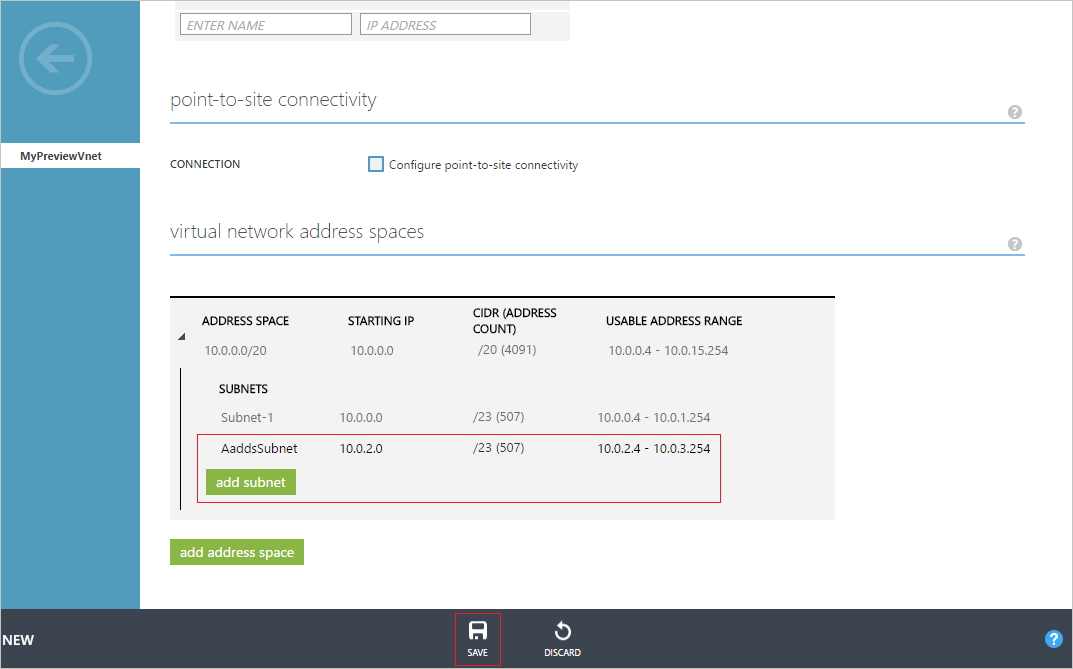 ENTER NAME IP ADDRESS
point-to-site connectivity
?
MyPreviewVnet
CONNECTION Configure point-to-site connectivity
virtual network address spaces
?
ADDRESS SPACE STARTING IP CIDR (ADDRESS COUNT) USABLE ADDRESS RANGE
10.0.0.0/20 10.0.0.0 /20 (4091) 10.0.0.4 - 10.0.15.254
SUBNETS
Subnet-1 10.0.0.0 /23 (507) 10.0.0.4 - 10.0.1.254
AaddsSubnet 10.0.2.0 /23 (507) 10.0.2.4 - 10.0.3.254
add subnet
add address space
NEW
SAVE DISCARD
?